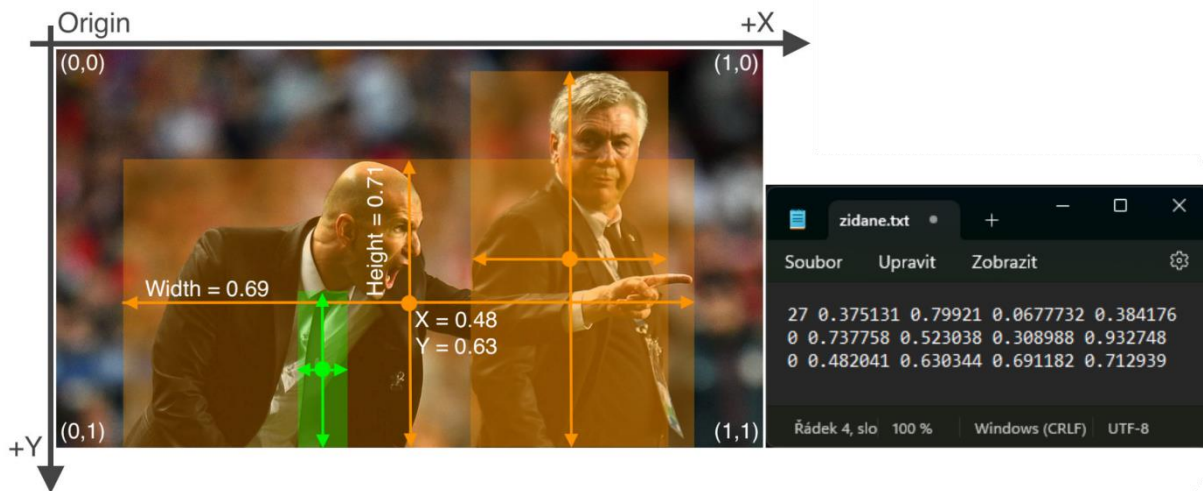 Origin
+X
(0,0)
(1,0)
Height = 0.71
Width = 0.69
X = 0.48
Y = 0.63
(0,1)
(1,1)
+Y
zidane.txt
Soubor Upravit Zobrazit
27 0.375131 0.79921 0.0677732 0.384176
0 0.737758 0.523038 0.308988 0.932748
0 0.482041 0.630344 0.691182 0.712939
Řádek 4, slo 100 % Windows (CRLF) UTF-8